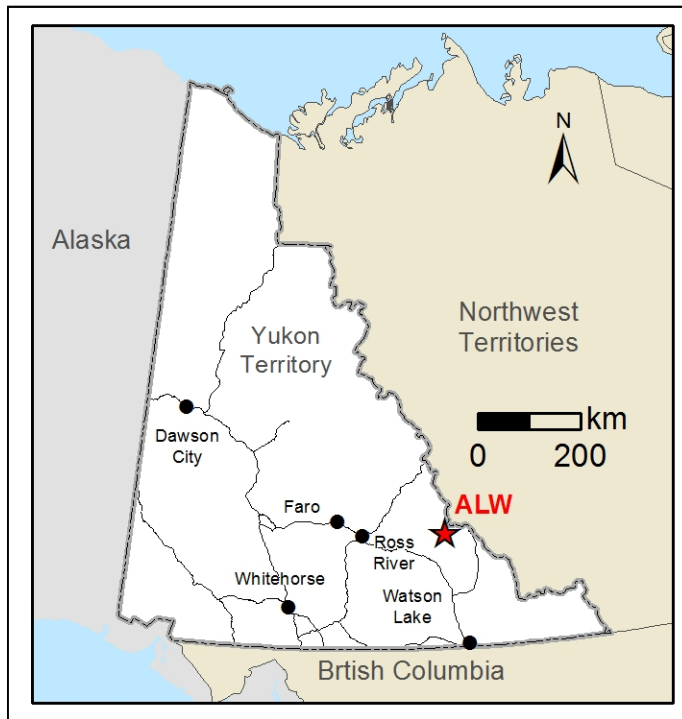 N
Alaska
Northwest
Territories
Yukon
Territory
km
0 200
Dawson
City
ALW
Faro
Ross
River
Whitehorse
Watson
Lake
Brtish Columbia